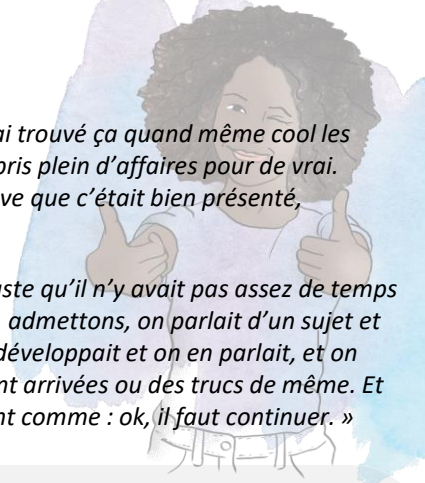 ai trouvé ça quand même cool les
pris plein d'affaires pour de vrai.
ve que c'était bien présenté,
ste qu'il n'y avait pas assez de temps
admettons, on parlait d'un sujet et
développait et on en parlait, et on
nt arrivées ou des trucs de même. Et
nt comme : ok, il faut continuer. »